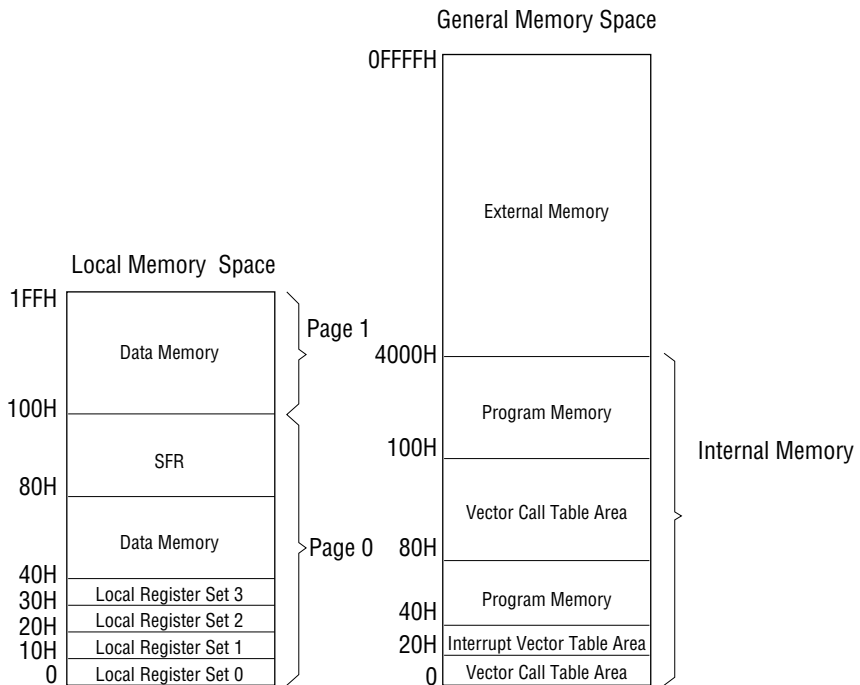 General Memory Space
0FFFFH
External Memory
4000H
Program Memory
100H
Vector Call Table Area
80H
Program Memory
40H
20H
Interrupt Vector Table Area
0
Vector Call Table Area
Internal Memory
Local Memory Space
1FFH
Data Memory
Page 1
100H
SFR
80H
Data Memory
Page 0
40H
Local Register Set 3
30H
Local Register Set 2
20H
Local Register Set 1
10H
Local Register Set 0
0